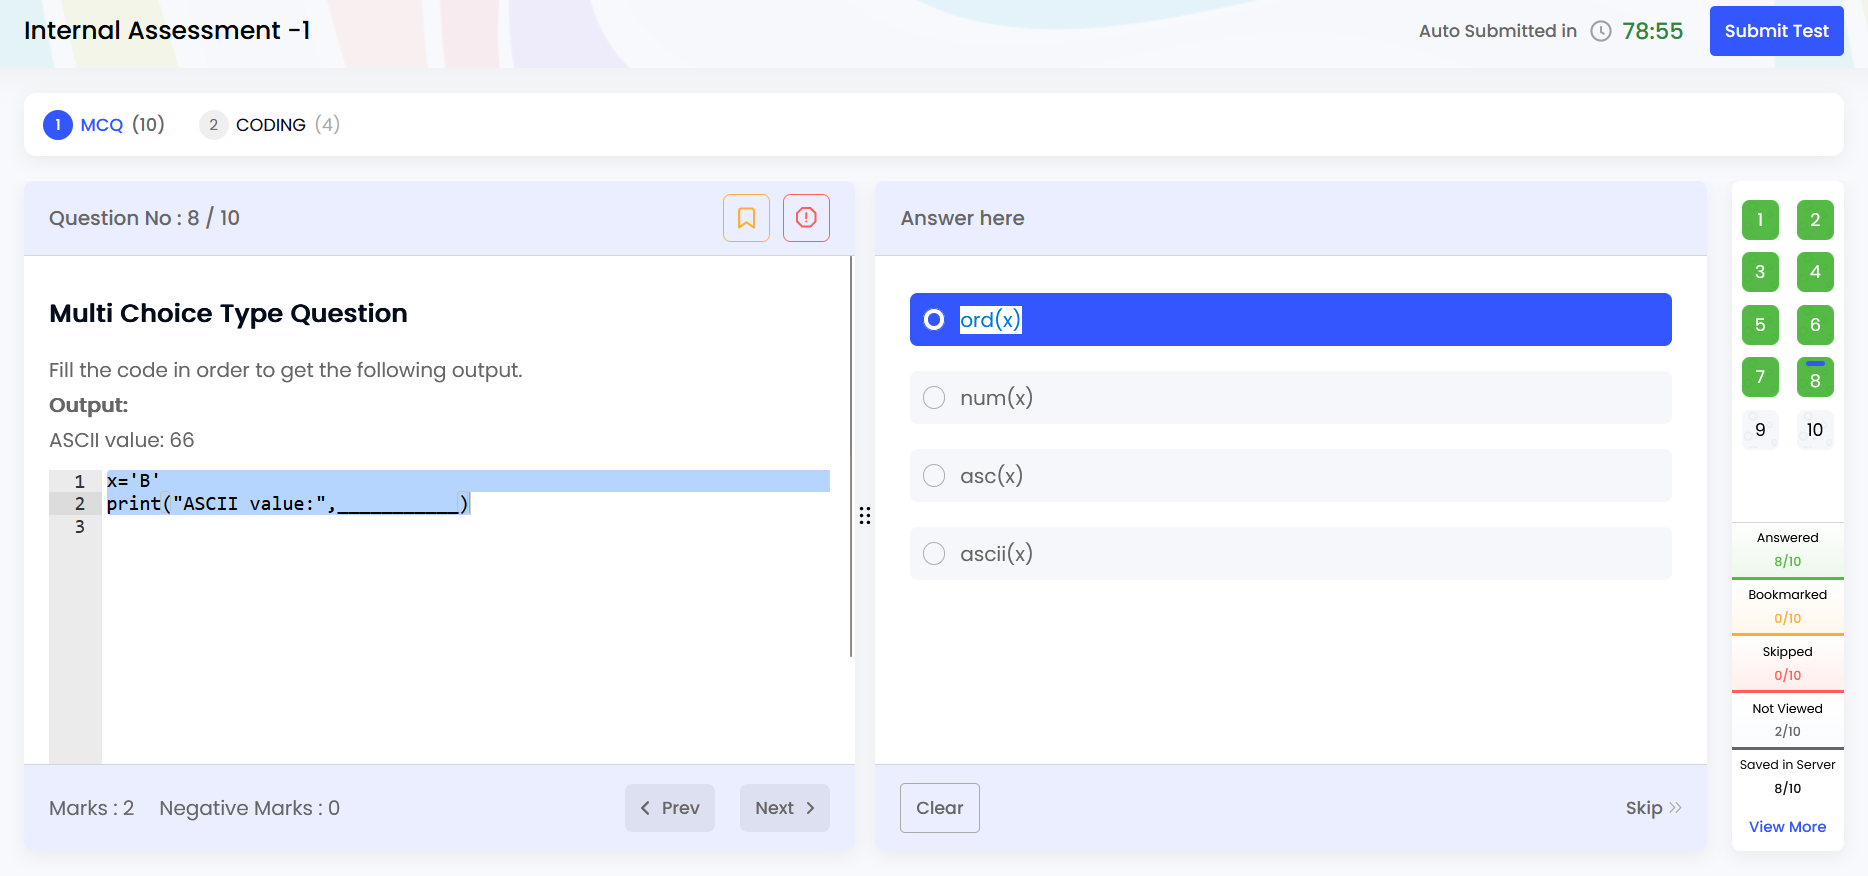 Internal Assessment -1
Auto Submitted in 78:55 Submit Test
1 MCQ (10) 2 CODING (4)
Question No : 8 / 10
Multi Choice Type Question
Fill the code in order to get the following output.
Output:
ASCII value: 66
1 x='B'
2 print("ASCII value:",___________)
3
Marks : 2 Negative Marks : 0 Prev Next
Answer here
ord(x)
num(x)
asc(x)
ascii(x)
Clear Skip
1 2
3 4
5 6
7 8
9 10
Answered
8/10
Bookmarked
0/10
Skipped
0/10
Not Viewed
2/10
Saved in Server
8/10
View More